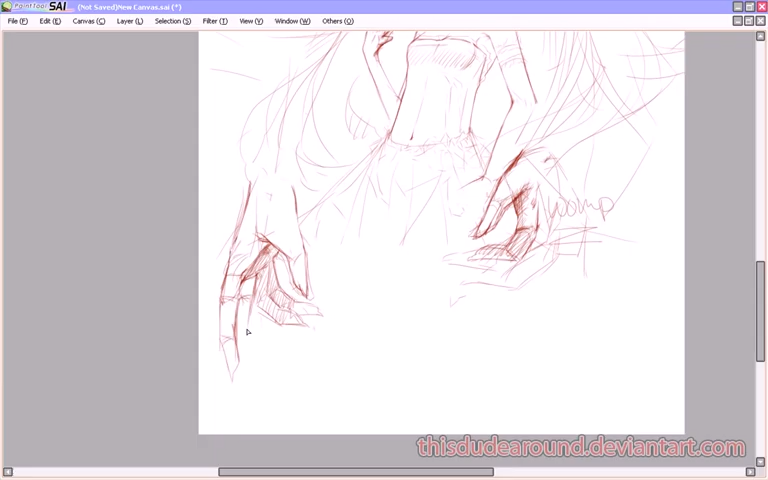 PaintTool SAI (Not Saved)New Canvas.sai (*)
File (F) Edit (E) Canvas (C) Layer (L) Selection (S) Filter (T) View (V) Window (W) Others (O)
womp
thisdudearound.deviantart.com